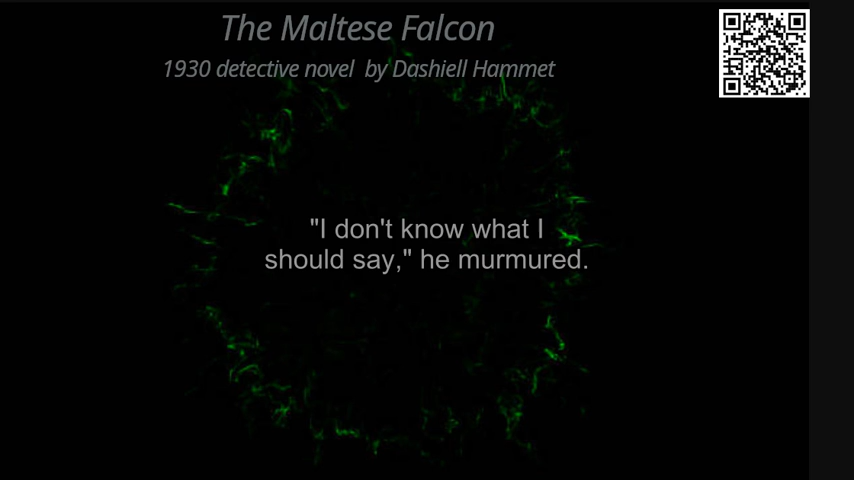 The Maltese Falcon
1930 detective novel by Dashiell Hammet
"I don't know what I
should say," he murmured.